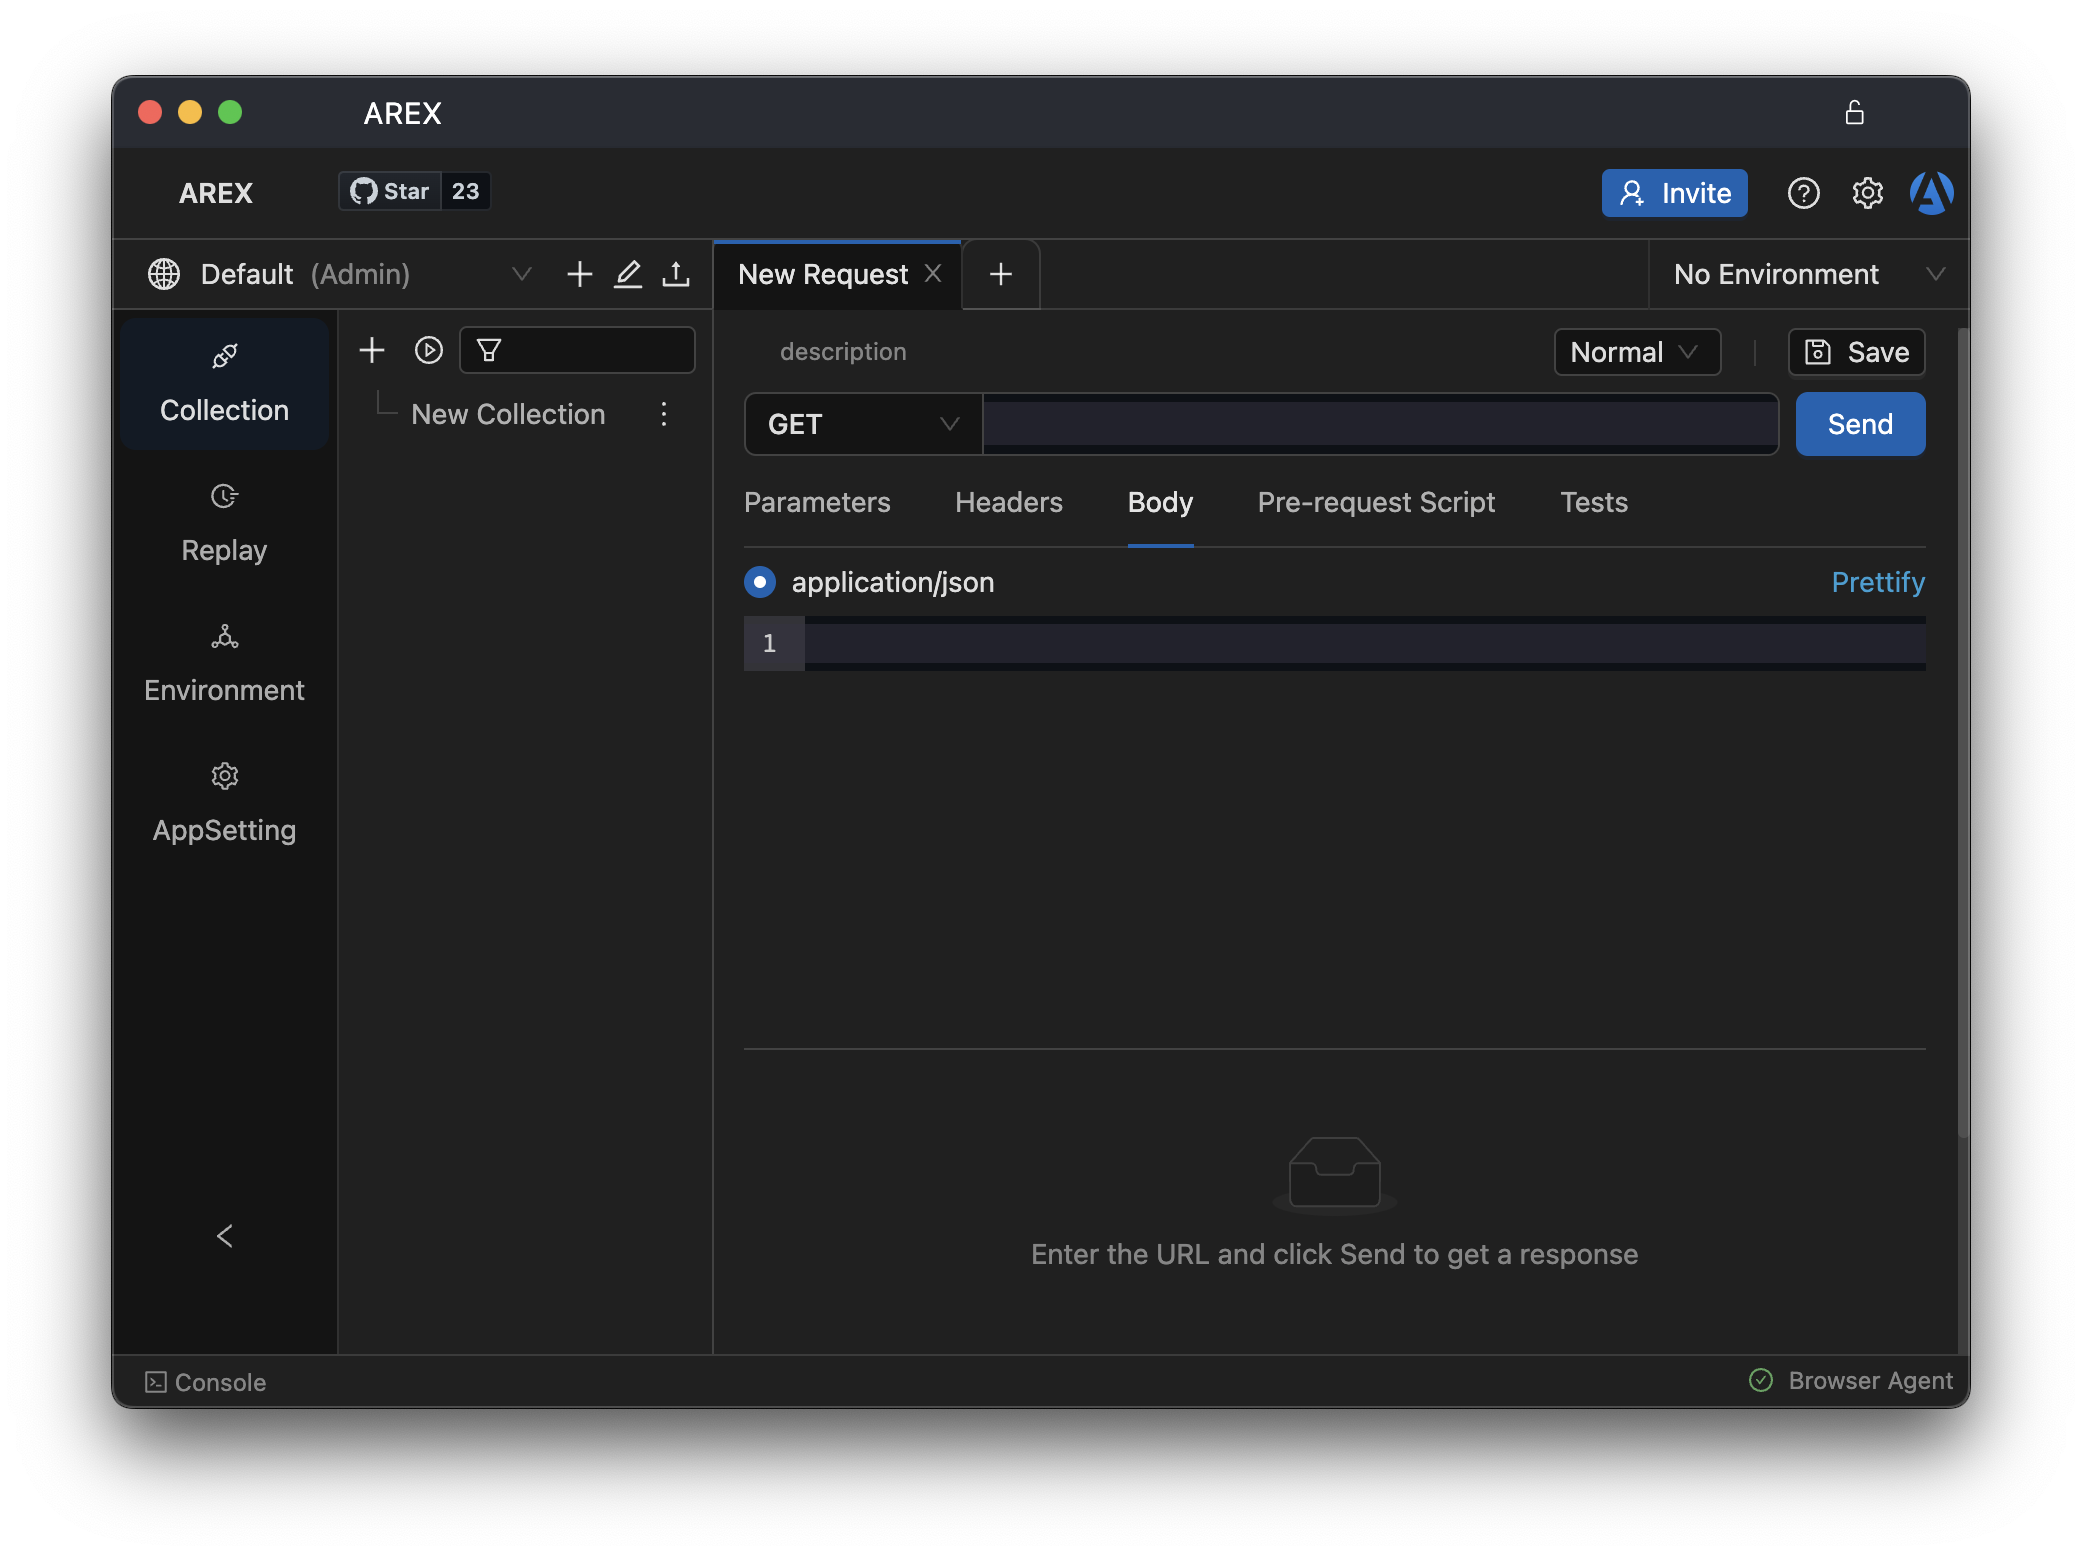 AREX
AREX
Star 23
Invite
Default (Admin)
New Request
No Environment
Collection
Replay
Environment
AppSetting
New Collection
description
Normal
Save
GET
Send
Parameters Headers Body Pre-request Script Tests
application/json
Prettify
1
Enter the URL and click Send to get a response
Console
Browser Agent